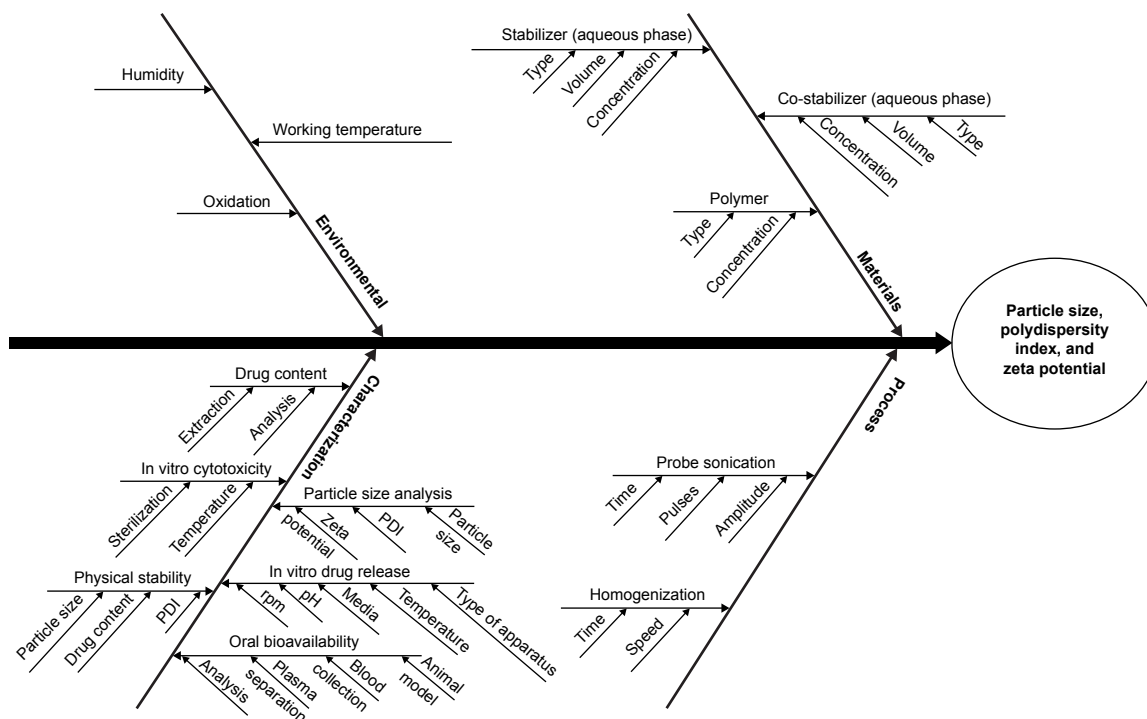 Stabilizer (aqueous phase)
Type
Volume
Concentration
Co-stabilizer (aqueous phase)
Concentration
Volume
Type
Polymer
Type
Concentration
Materials
Humidity
Working temperature
Oxidation
Environmental
Particle size,
polydispersity
index, and
zeta potential
Drug content
Extraction
Analysis
Characterization
In vitro cytotoxicity
Sterilization
Temperature
Particle size analysis
Zeta
potential
PDI
Particle
size
Physical stability
Particle size
Drug content
PDI
In vitro drug release
rpm
pH
Media
Temperature
Type of apparatus
Oral bioavailability
Analysis
Plasma
separation
Blood
collection
Animal
model
Process
Probe sonication
Time
Pulses
Amplitude
Homogenization
Time
Speed